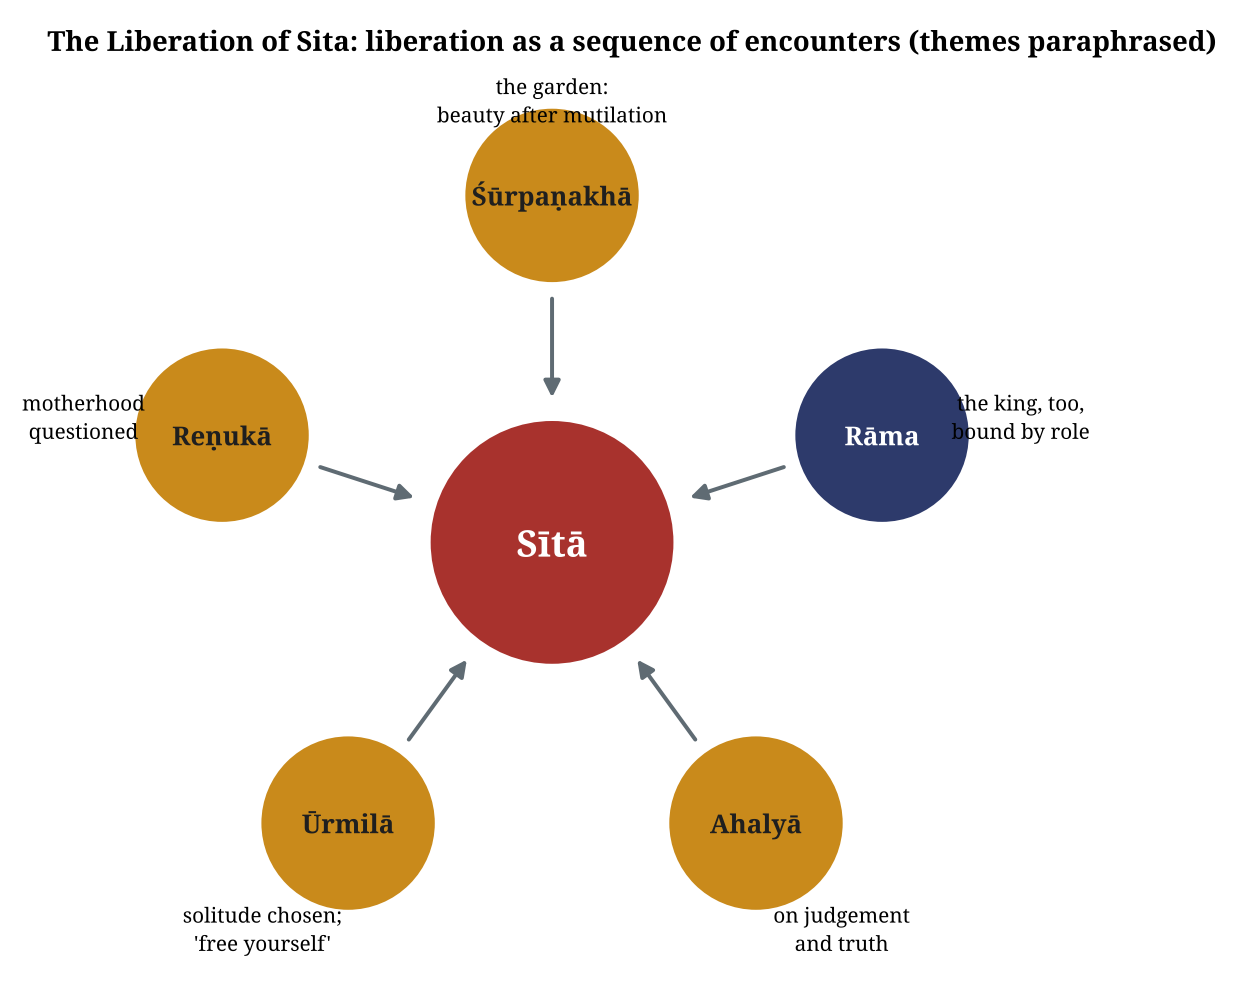 The Liberation of Sita: liberation as a sequence of encounters (themes paraphrased)
the garden:
beauty after mutilation
Śūrpaṇakhā
motherhood
questioned
Reṇukā
Rāma
the king, too,
bound by role
Sītā
Ūrmilā
solitude chosen;
'free yourself'
Ahalyā
on judgement
and truth